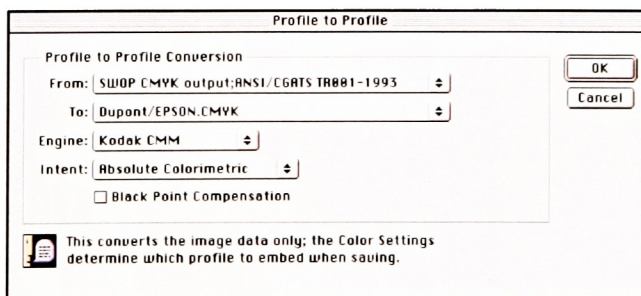 Profile to Profile
Profile to Profile Conversion
From: SWOP CMYK output;ANSI/CGATS TR001-1993
To: Dupont/EPSON.CMYK
Engine: Kodak CMM
Intent: Absolute Colorimetric
Black Point Compensation
OK
Cancel
This converts the image data only; the Color Settings
determine which profile to embed when saving.